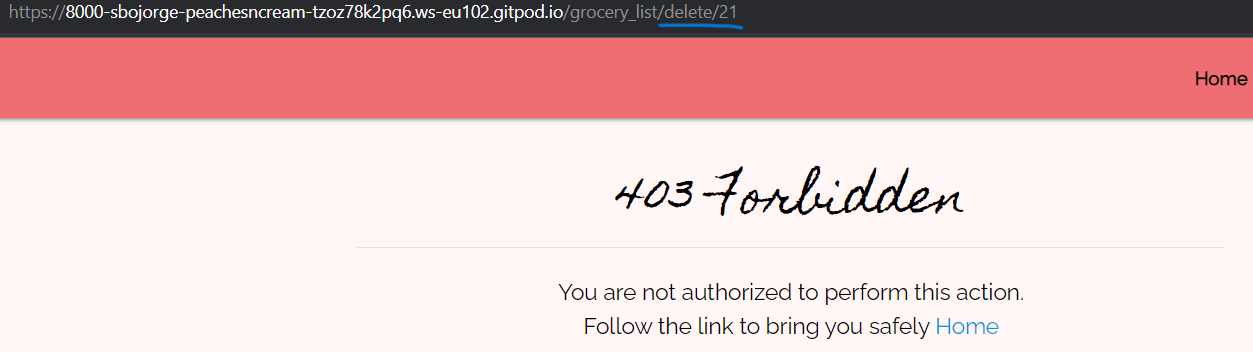 https://8000-sbojorge-peachesncream-tzoz78k2pq6.ws-eu102.gitpod.io/grocery_list/delete/21
Home
403 Forbidden
You are not authorized to perform this action.
Follow the link to bring you safely Home